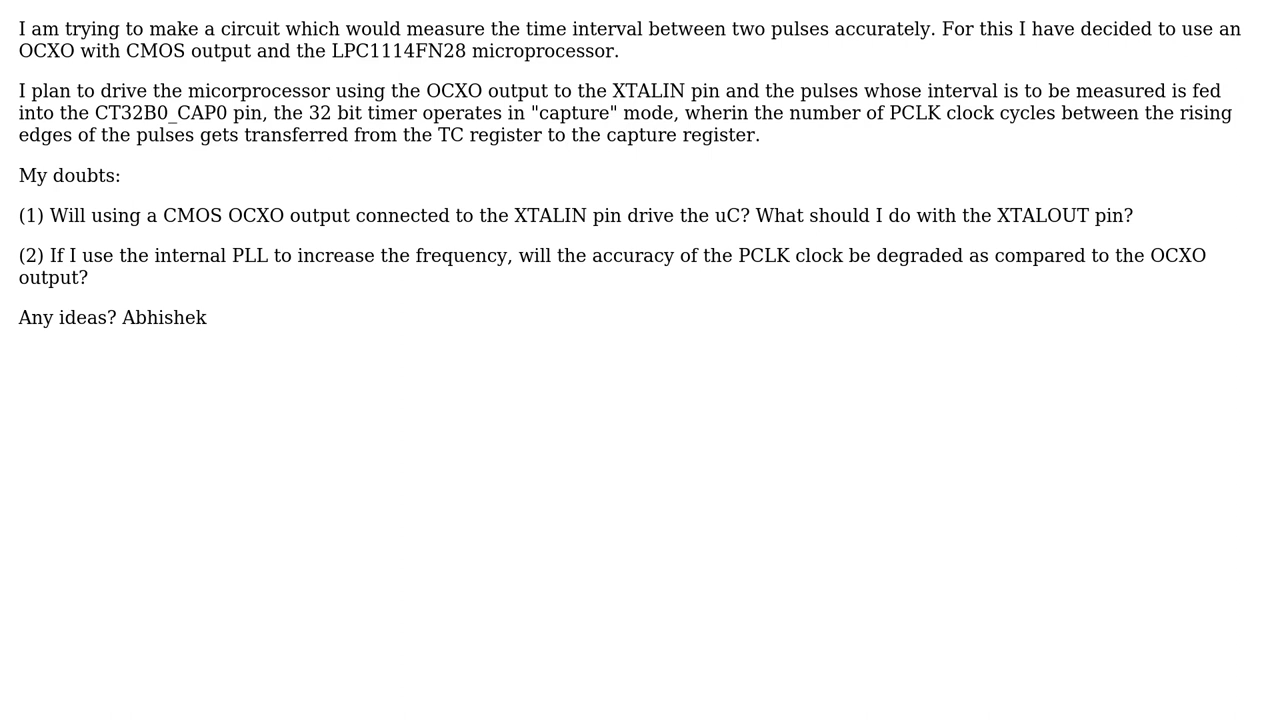 I am trying to make a circuit which would measure the time interval between two pulses accurately. For this I have decided to use an
OCXO with CMOS output and the LPC1114FN28 microprocessor.
I plan to drive the micorprocessor using the OCXO output to the XTALIN pin and the pulses whose interval is to be measured is fed
into the CT32B0_CAP0 pin, the 32 bit timer operates in "capture" mode, wherin the number of PCLK clock cycles between the rising
edges of the pulses gets transferred from the TC register to the capture register.
My doubts:
(1) Will using a CMOS OCXO output connected to the XTALIN pin drive the uC? What should I do with the XTALOUT pin?
(2) If I use the internal PLL to increase the frequency, will the accuracy of the PCLK clock be degraded as compared to the OCXO
output?
Any ideas? Abhishek